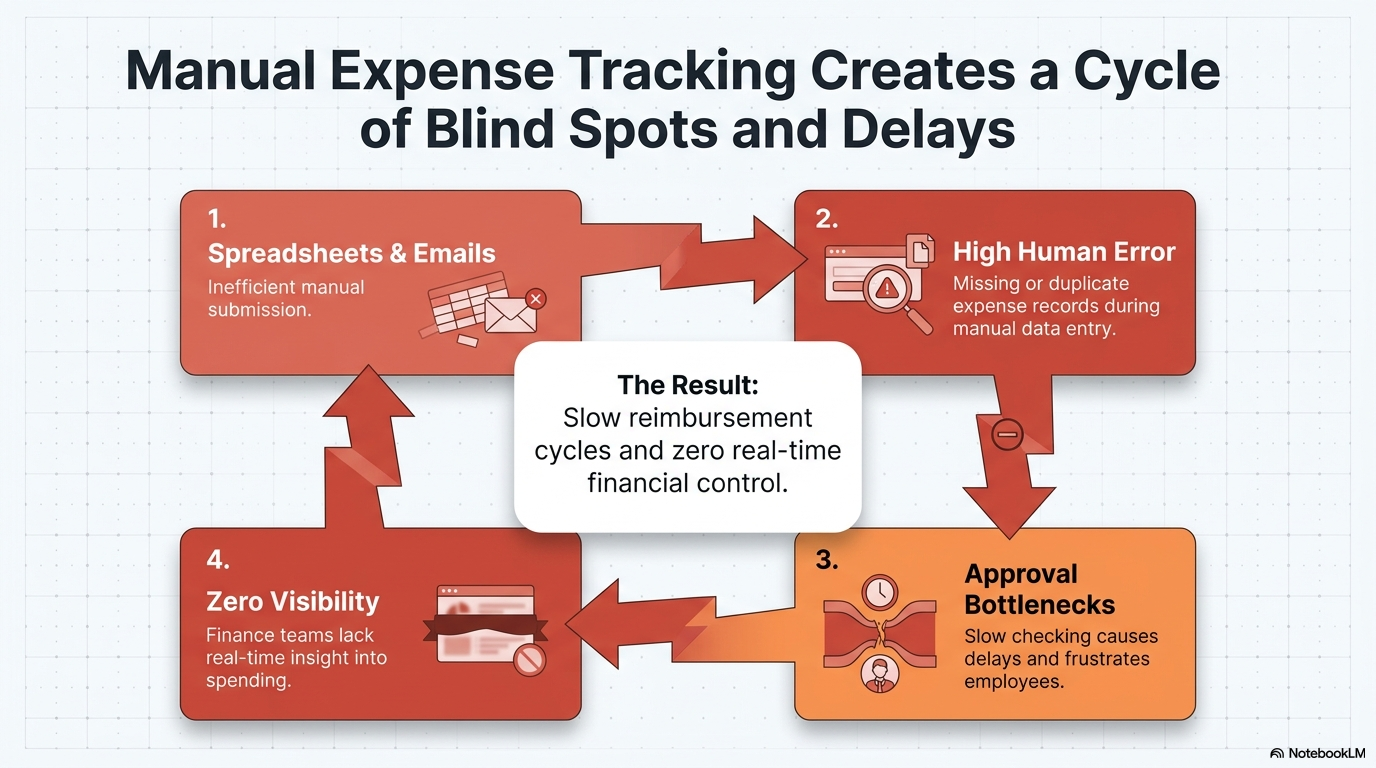 Manual Expense Tracking Creates a Cycle
of Blind Spots and Delays
1.
Spreadsheets & Emails
Inefficient manual
submission.
2.
High Human Error
Missing or duplicate
expense records during
manual data entry.
The Result:
Slow reimbursement
cycles and zero real-time
financial control.
3.
Approval
Bottlenecks
Slow checking causes
delays and frustrates
employees.
4.
Zero Visibility
Finance teams lack
real-time insight into
spending.
NotebookLM